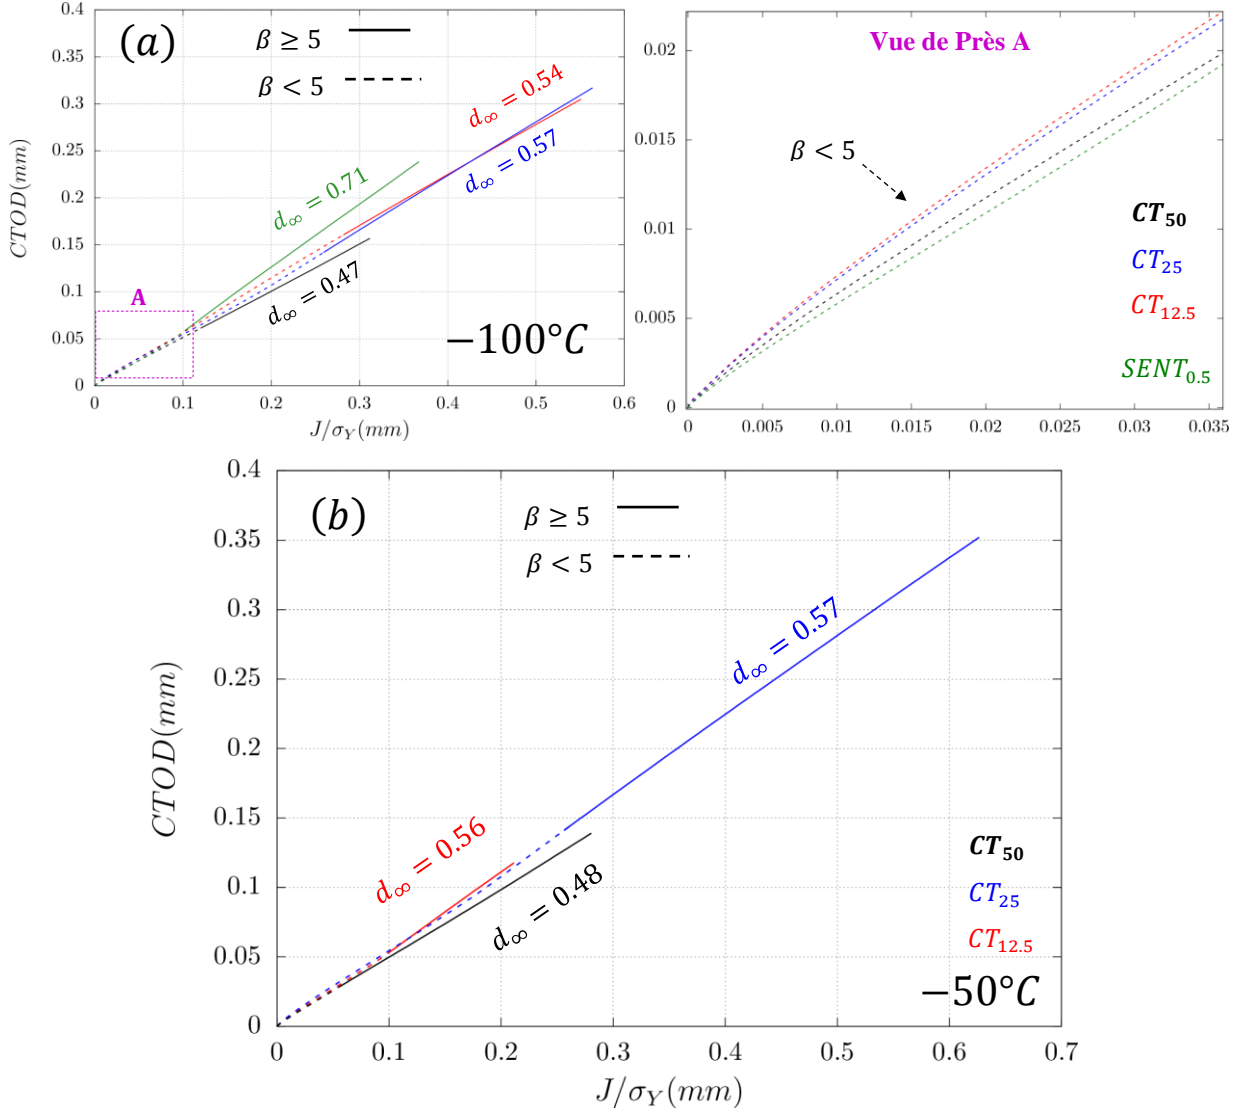 (a)
β ≥ 5
β < 5
d∞ = 0.54
d∞ = 0.57
d∞ = 0.71
d∞ = 0.47
A
−100°C
CTOD(mm)
0.4
0.35
0.3
0.25
0.2
0.15
0.1
0.05
0
0 0.1 0.2 0.3 0.4 0.5 0.6
J/σY(mm)
Vue de Près A
β < 5
CT50
CT25
CT12.5
SENT0.5
0.02
0.015
0.01
0.005
0
0 0.005 0.01 0.015 0.02 0.025 0.03 0.035
(b)
β ≥ 5
β < 5
d∞ = 0.57
d∞ = 0.56
d∞ = 0.48
CT50
CT25
CT12.5
−50°C
CTOD(mm)
0.4
0.35
0.3
0.25
0.2
0.15
0.1
0.05
0
0 0.1 0.2 0.3 0.4 0.5 0.6 0.7
J/σY(mm)